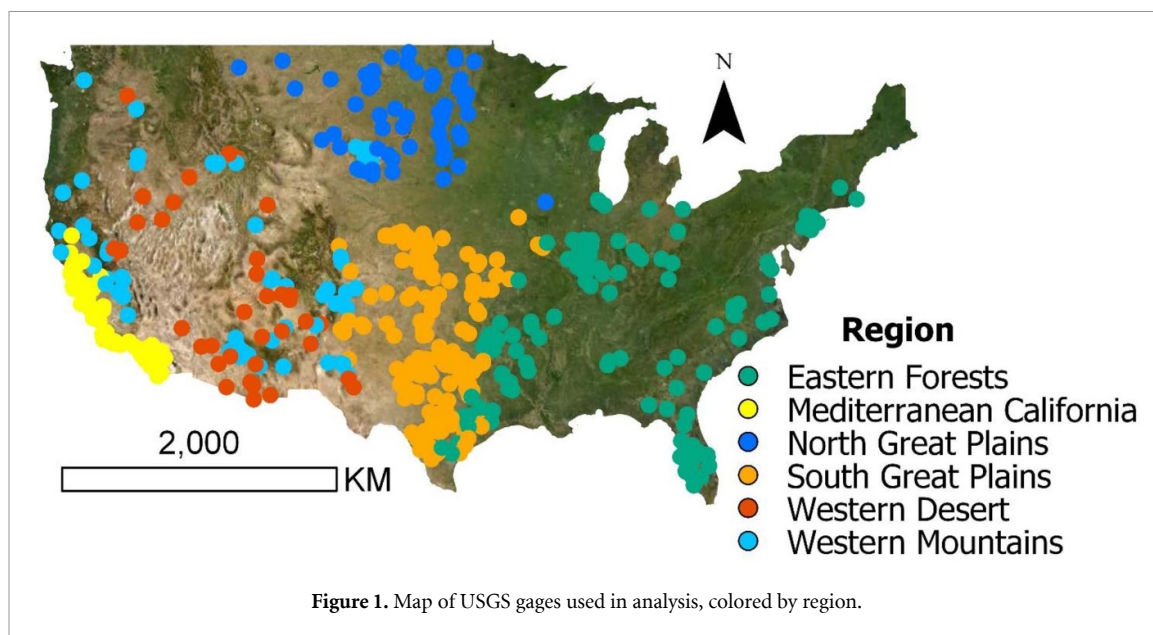 N
2,000
KM
Region
Eastern Forests
Mediterranean California
North Great Plains
South Great Plains
Western Desert
Western Mountains
Figure 1. Map of USGS gages used in analysis, colored by region.